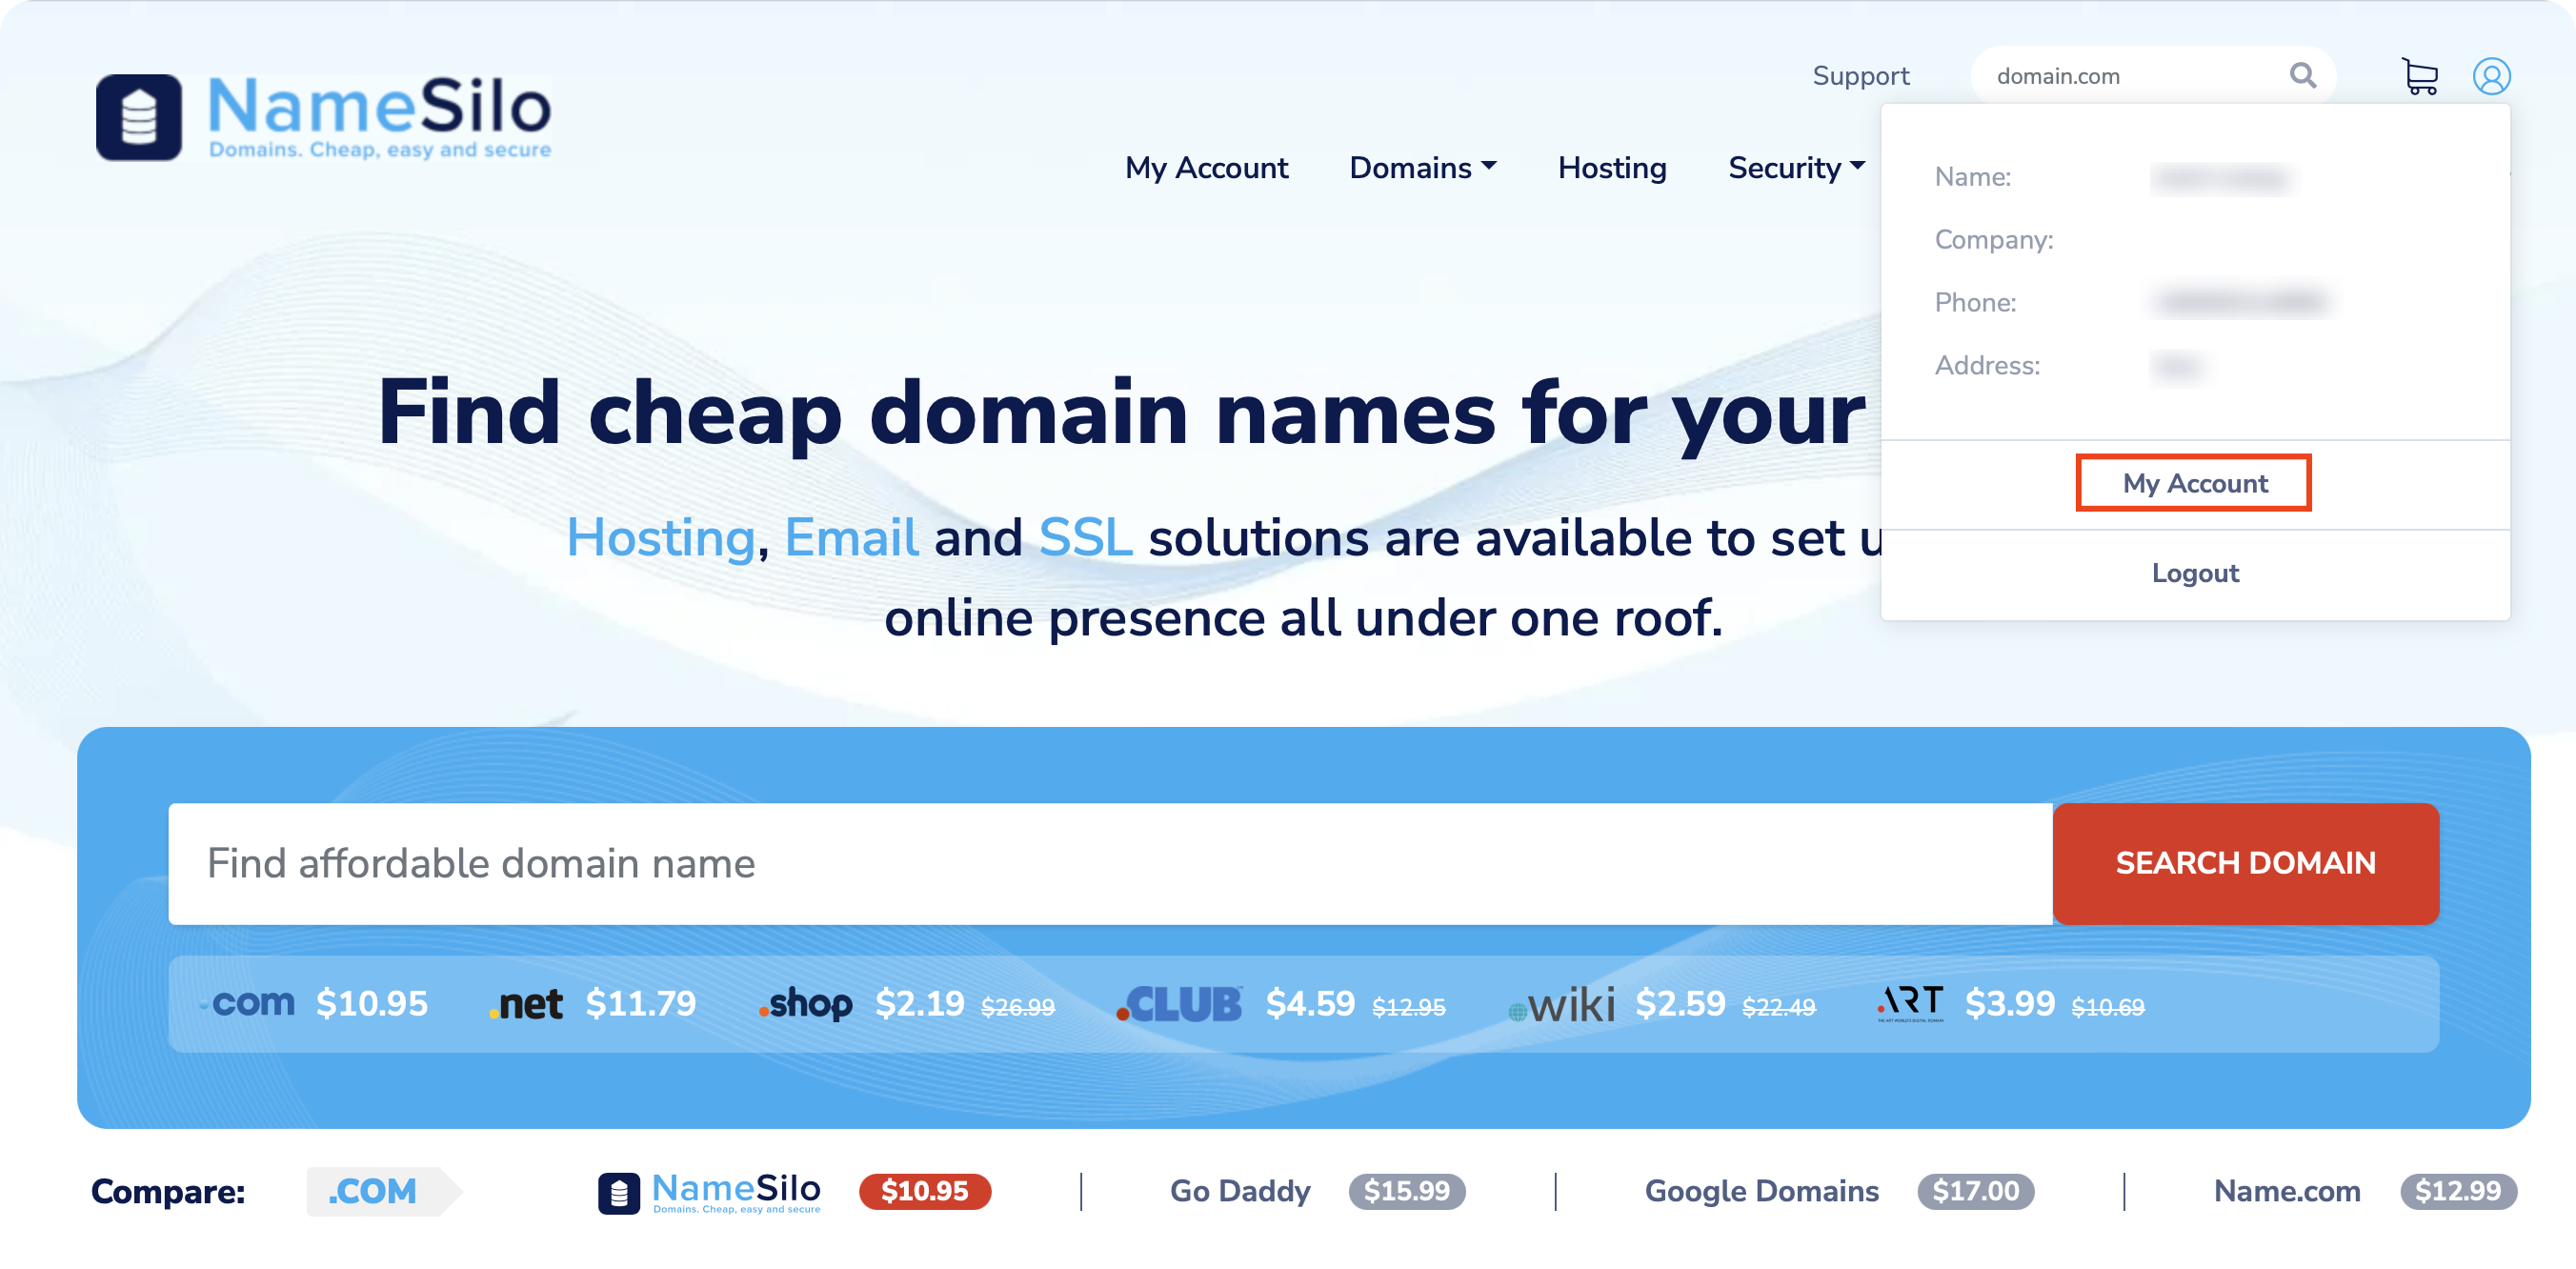 NameSilo
Domains. Cheap, easy and secure
Support
domain.com
My Account Domains Hosting Security
Name:
Company:
Phone:
Address:
My Account
Logout
Find cheap domain names for your
Hosting, Email and SSL solutions are available to set u
online presence all under one roof.
Find affordable domain name
SEARCH DOMAIN
.com $10.95 .net $11.79 .shop $2.19 $26.99 .CLUB $4.59 $12.95 wiki $2.59 $22.49 .ART $3.99 $10.69
THE ART WORLD'S DIGITAL DOMAIN
Compare: .COM NameSilo $10.95 Go Daddy $15.99 Google Domains $17.00 Name.com $12.99
Domains. Cheap, easy and secure